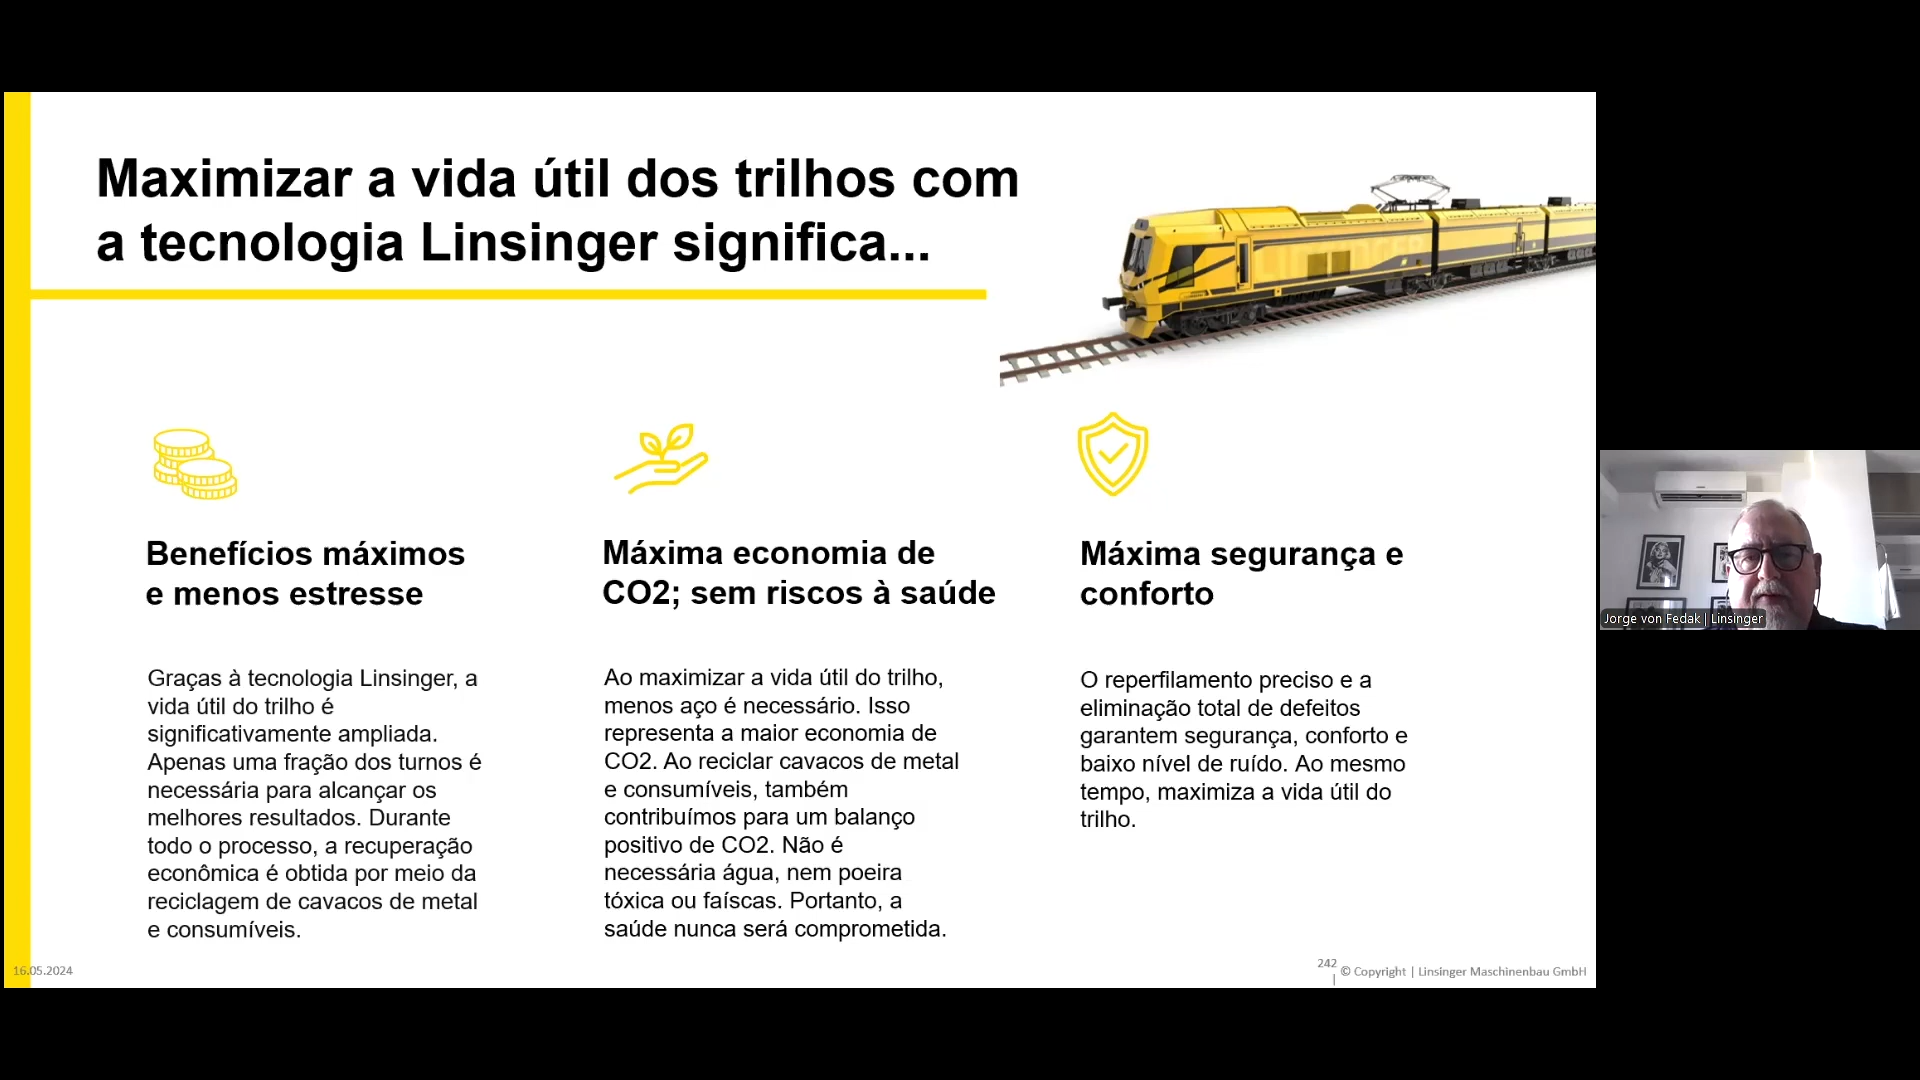 Maximizar a vida útil dos trilhos com
a tecnologia Linsinger significa...
LINSINGER
Benefícios máximos
e menos estresse
Graças à tecnologia Linsinger, a
vida útil do trilho é
significativamente ampliada.
Apenas uma fração dos turnos é
necessária para alcançar os
melhores resultados. Durante
todo o processo, a recuperação
econômica é obtida por meio da
reciclagem de cavacos de metal
e consumíveis.
Máxima economia de
CO2; sem riscos à saúde
Ao maximizar a vida útil do trilho,
menos aço é necessário. Isso
representa a maior economia de
CO2. Ao reciclar cavacos de metal
e consumíveis, também
contribuímos para um balanço
positivo de CO2. Não é
necessária água, nem poeira
tóxica ou faíscas. Portanto, a
saúde nunca será comprometida.
Máxima segurança e
conforto
O reperfilamento preciso e a
eliminação total de defeitos
garantem segurança, conforto e
baixo nível de ruído. Ao mesmo
tempo, maximiza a vida útil do
trilho.
Jorge von Fedak | Linsinger
16.05.2024
242
| © Copyright | Linsinger Maschinenbau GmbH